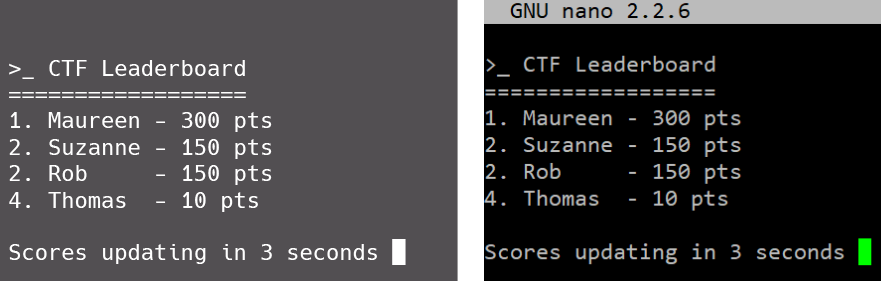 >_ CTF Leaderboard
==================
1. Maureen – 300 pts
2. Suzanne – 150 pts
2. Rob     – 150 pts
4. Thomas  – 10 pts
Scores updating in 3 seconds
GNU nano 2.2.6
>_ CTF Leaderboard
==================
1. Maureen - 300 pts
2. Suzanne - 150 pts
2. Rob     - 150 pts
4. Thomas  - 10 pts
Scores updating in 3 seconds